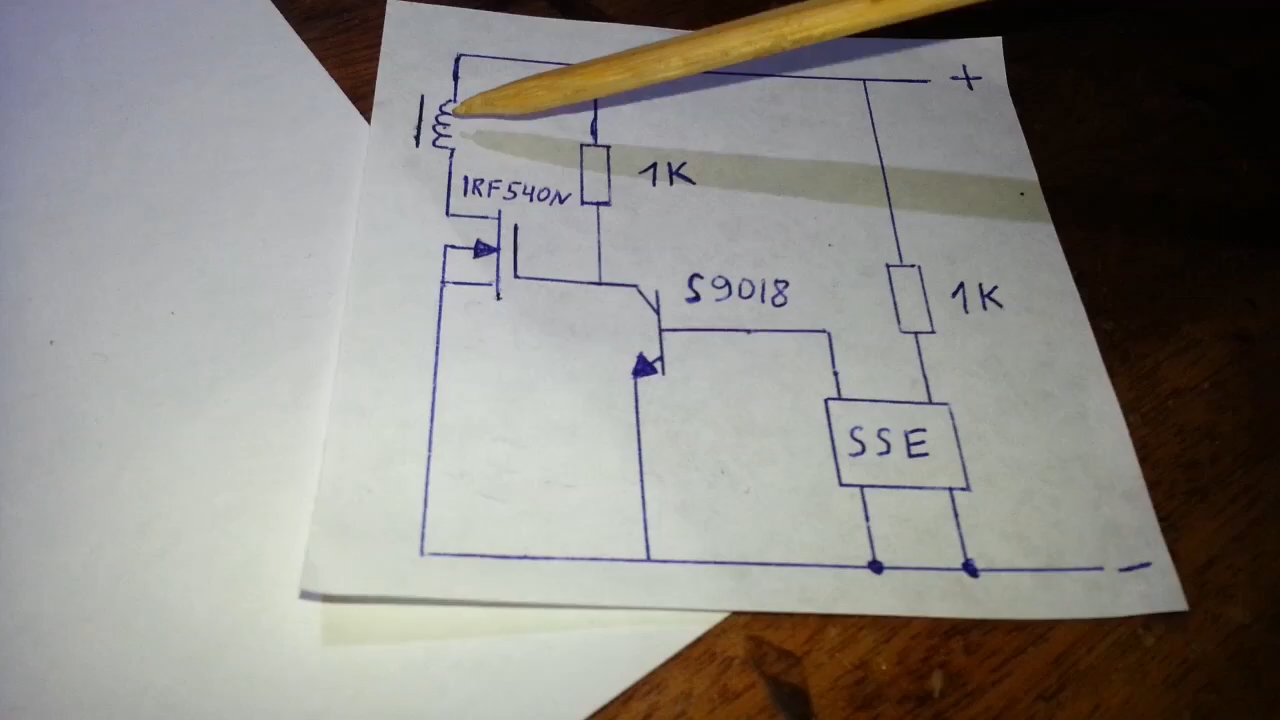 +
1K
IRF540N
S9018
1K
SSE
-